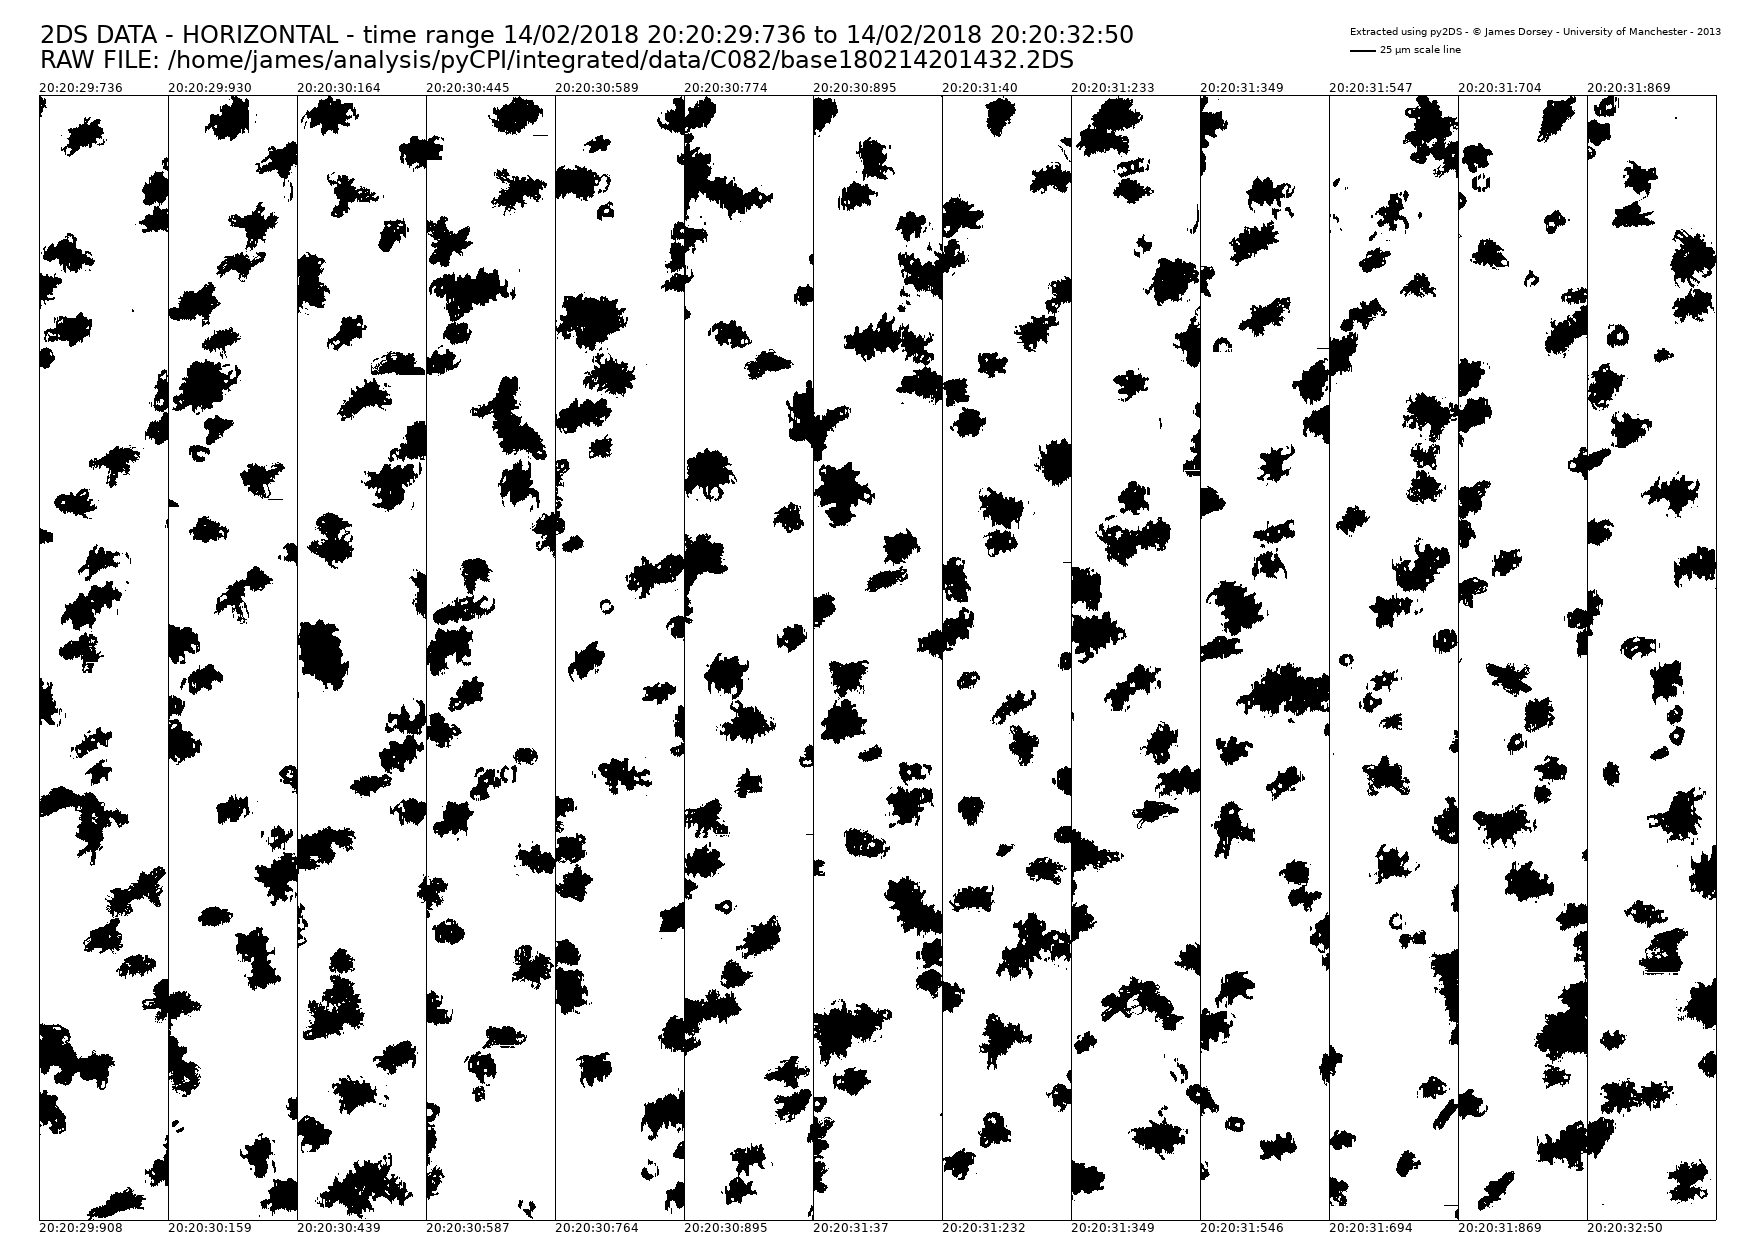 2DS DATA - HORIZONTAL - time range 14/02/2018 20:20:29:736 to 14/02/2018 20:20:32:50
RAW FILE: /home/james/analysis/pyCPI/integrated/data/C082/base180214201432.2DS
Extracted using py2DS - © James Dorsey - University of Manchester - 2013
25 µm scale line
20:20:29:736 20:20:29:930 20:20:30:164 20:20:30:445 20:20:30:589 20:20:30:774 20:20:30:895 20:20:31:40 20:20:31:233 20:20:31:349 20:20:31:547 20:20:31:704 20:20:31:869
20:20:29:908 20:20:30:159 20:20:30:439 20:20:30:587 20:20:30:764 20:20:30:895 20:20:31:37 20:20:31:232 20:20:31:349 20:20:31:546 20:20:31:694 20:20:31:869 20:20:32:50